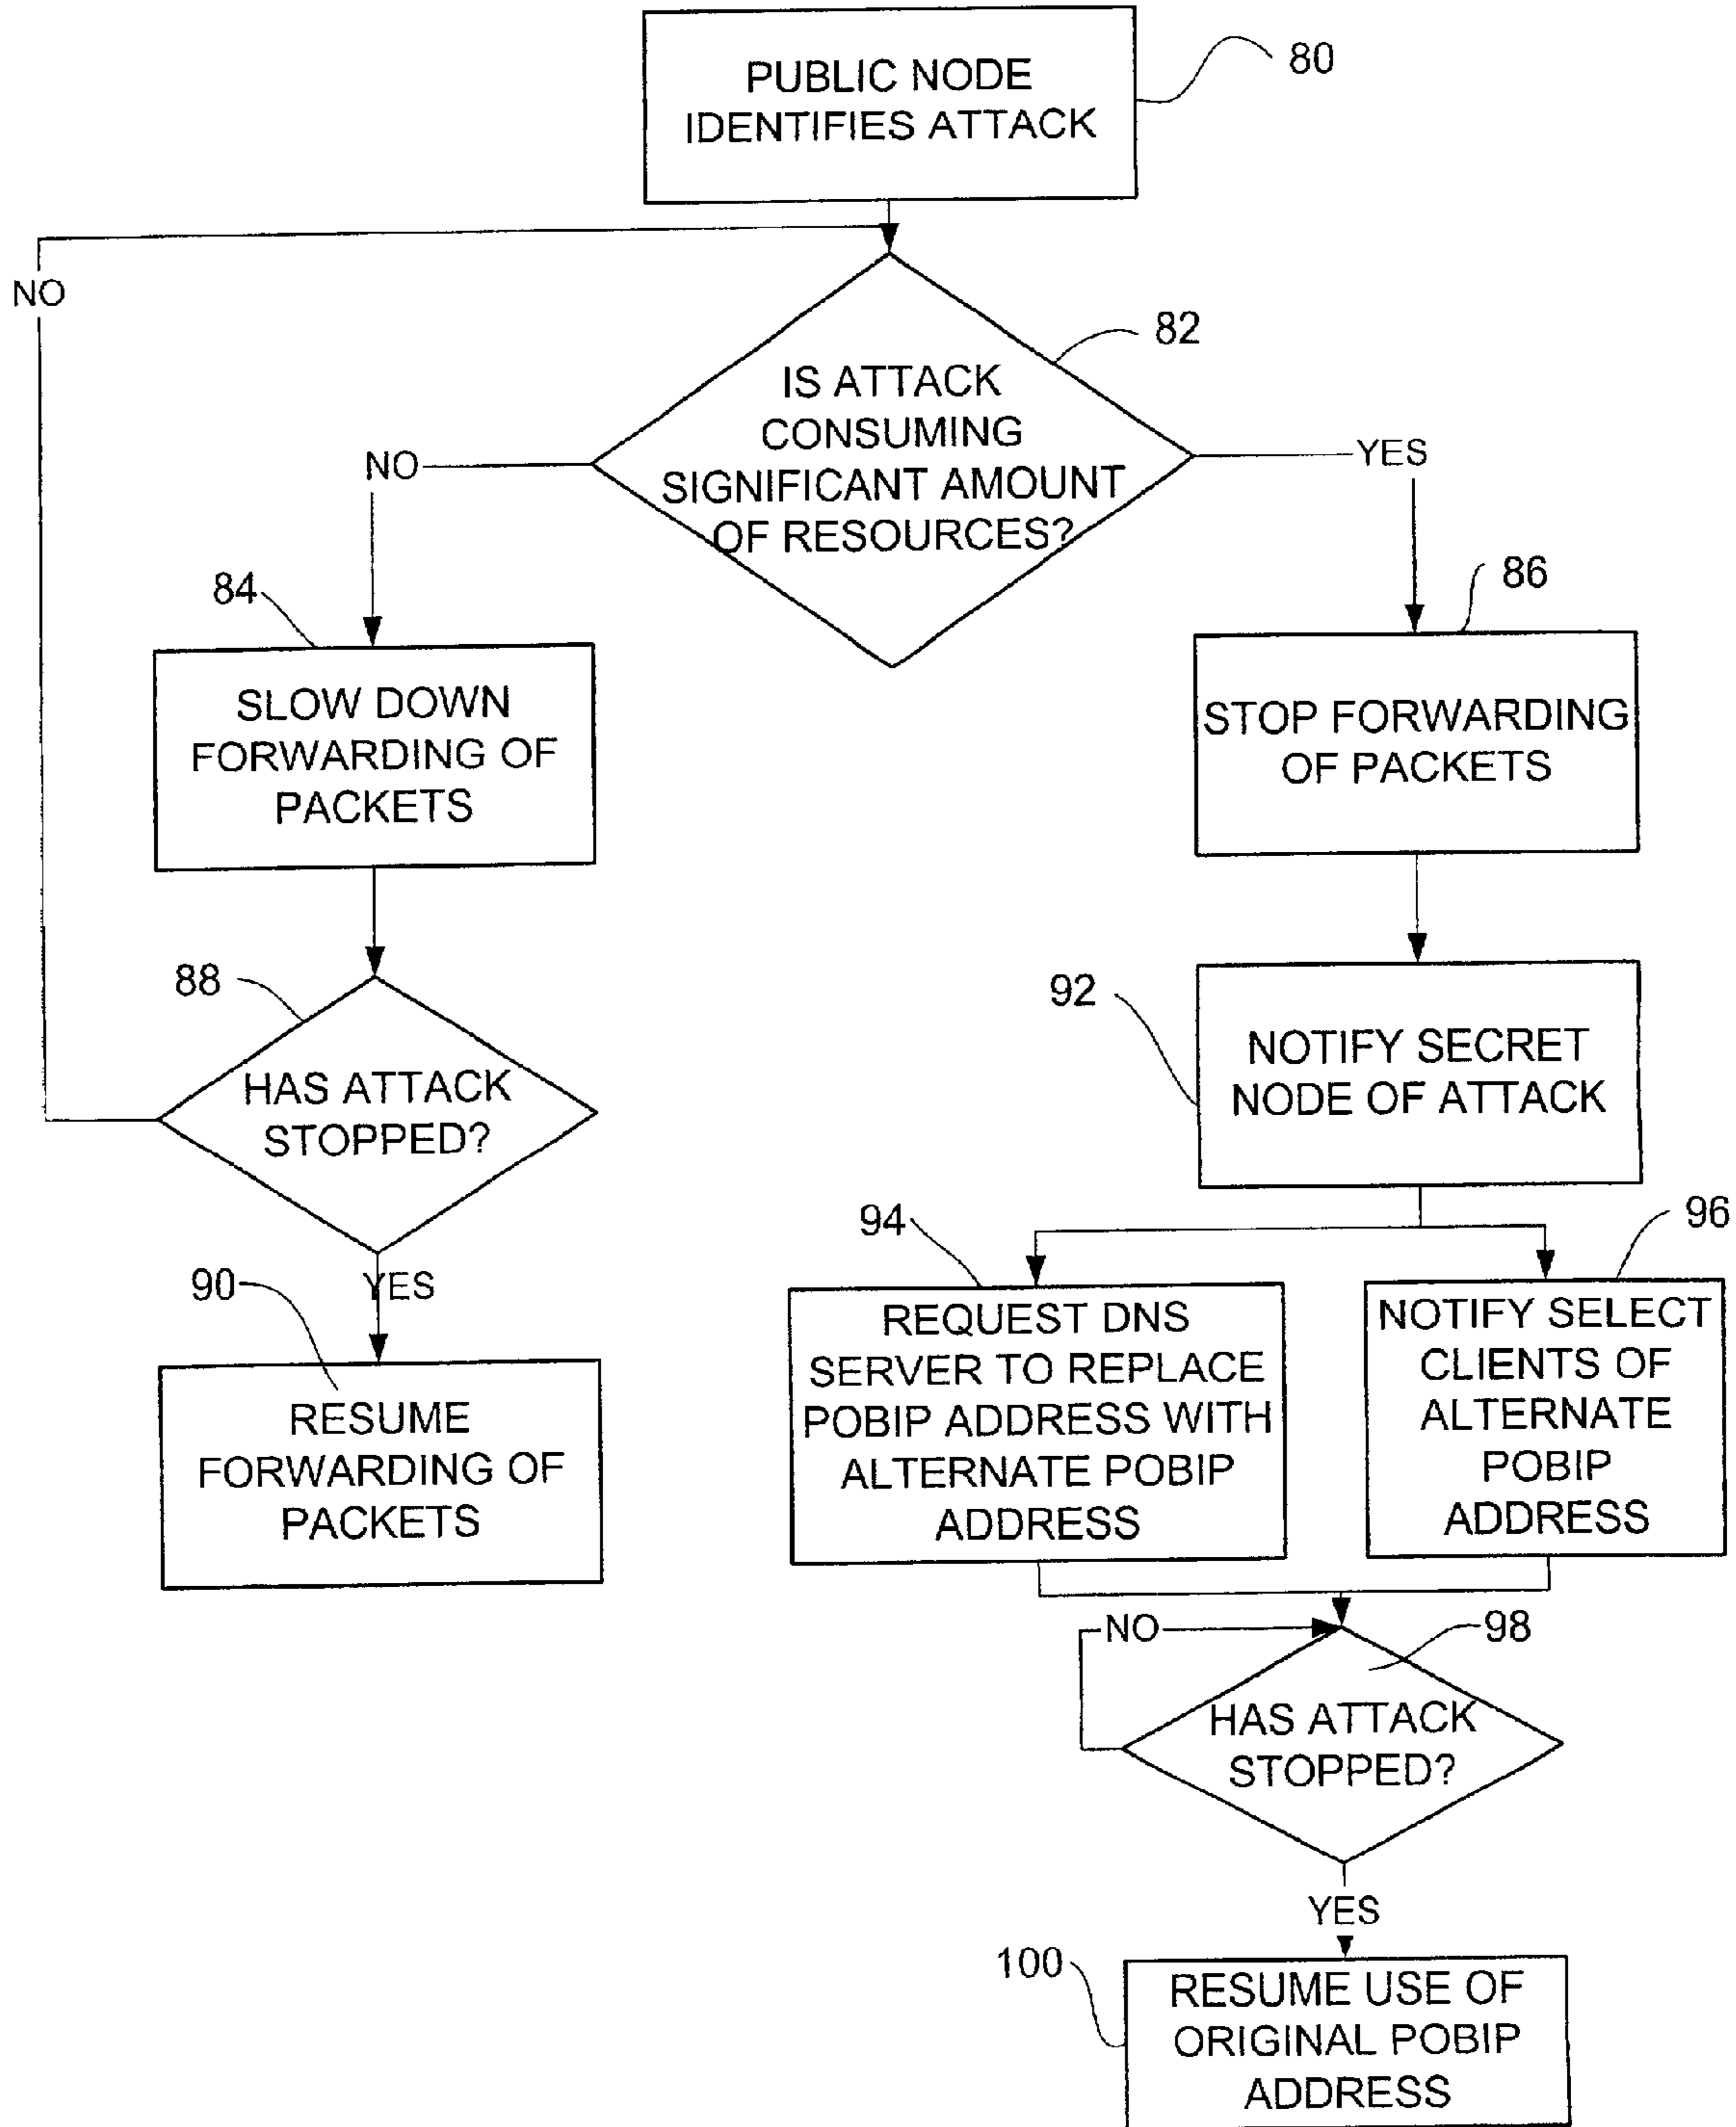 PUBLIC NODE
IDENTIFIES ATTACK
80
NO
82
IS ATTACK
CONSUMING
SIGNIFICANT AMOUNT
OF RESOURCES?
NO
YES
84
SLOW DOWN
FORWARDING OF
PACKETS
86
STOP FORWARDING
OF PACKETS
88
HAS ATTACK
STOPPED?
92
NOTIFY SECRET
NODE OF ATTACK
YES
90
RESUME
FORWARDING OF
PACKETS
94
REQUEST DNS
SERVER TO REPLACE
POBIP ADDRESS WITH
ALTERNATE POBIP
ADDRESS
96
NOTIFY SELECT
CLIENTS OF
ALTERNATE
POBIP
ADDRESS
NO
98
HAS ATTACK
STOPPED?
YES
100
RESUME USE OF
ORIGINAL POBIP
ADDRESS